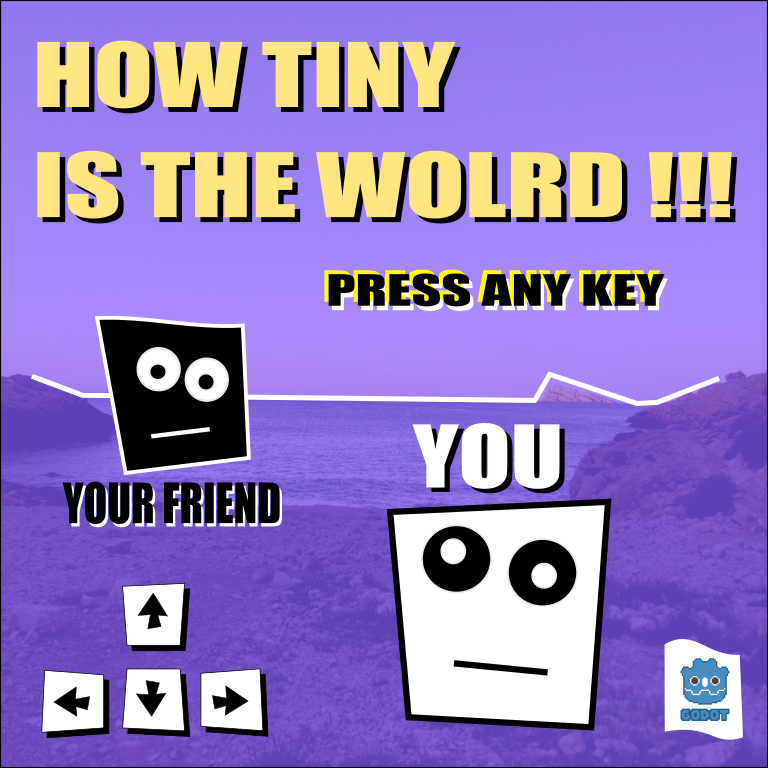 HOW TINY
IS THE WOLRD !!!
PRESS ANY KEY
YOU
YOUR FRIEND
GODOT